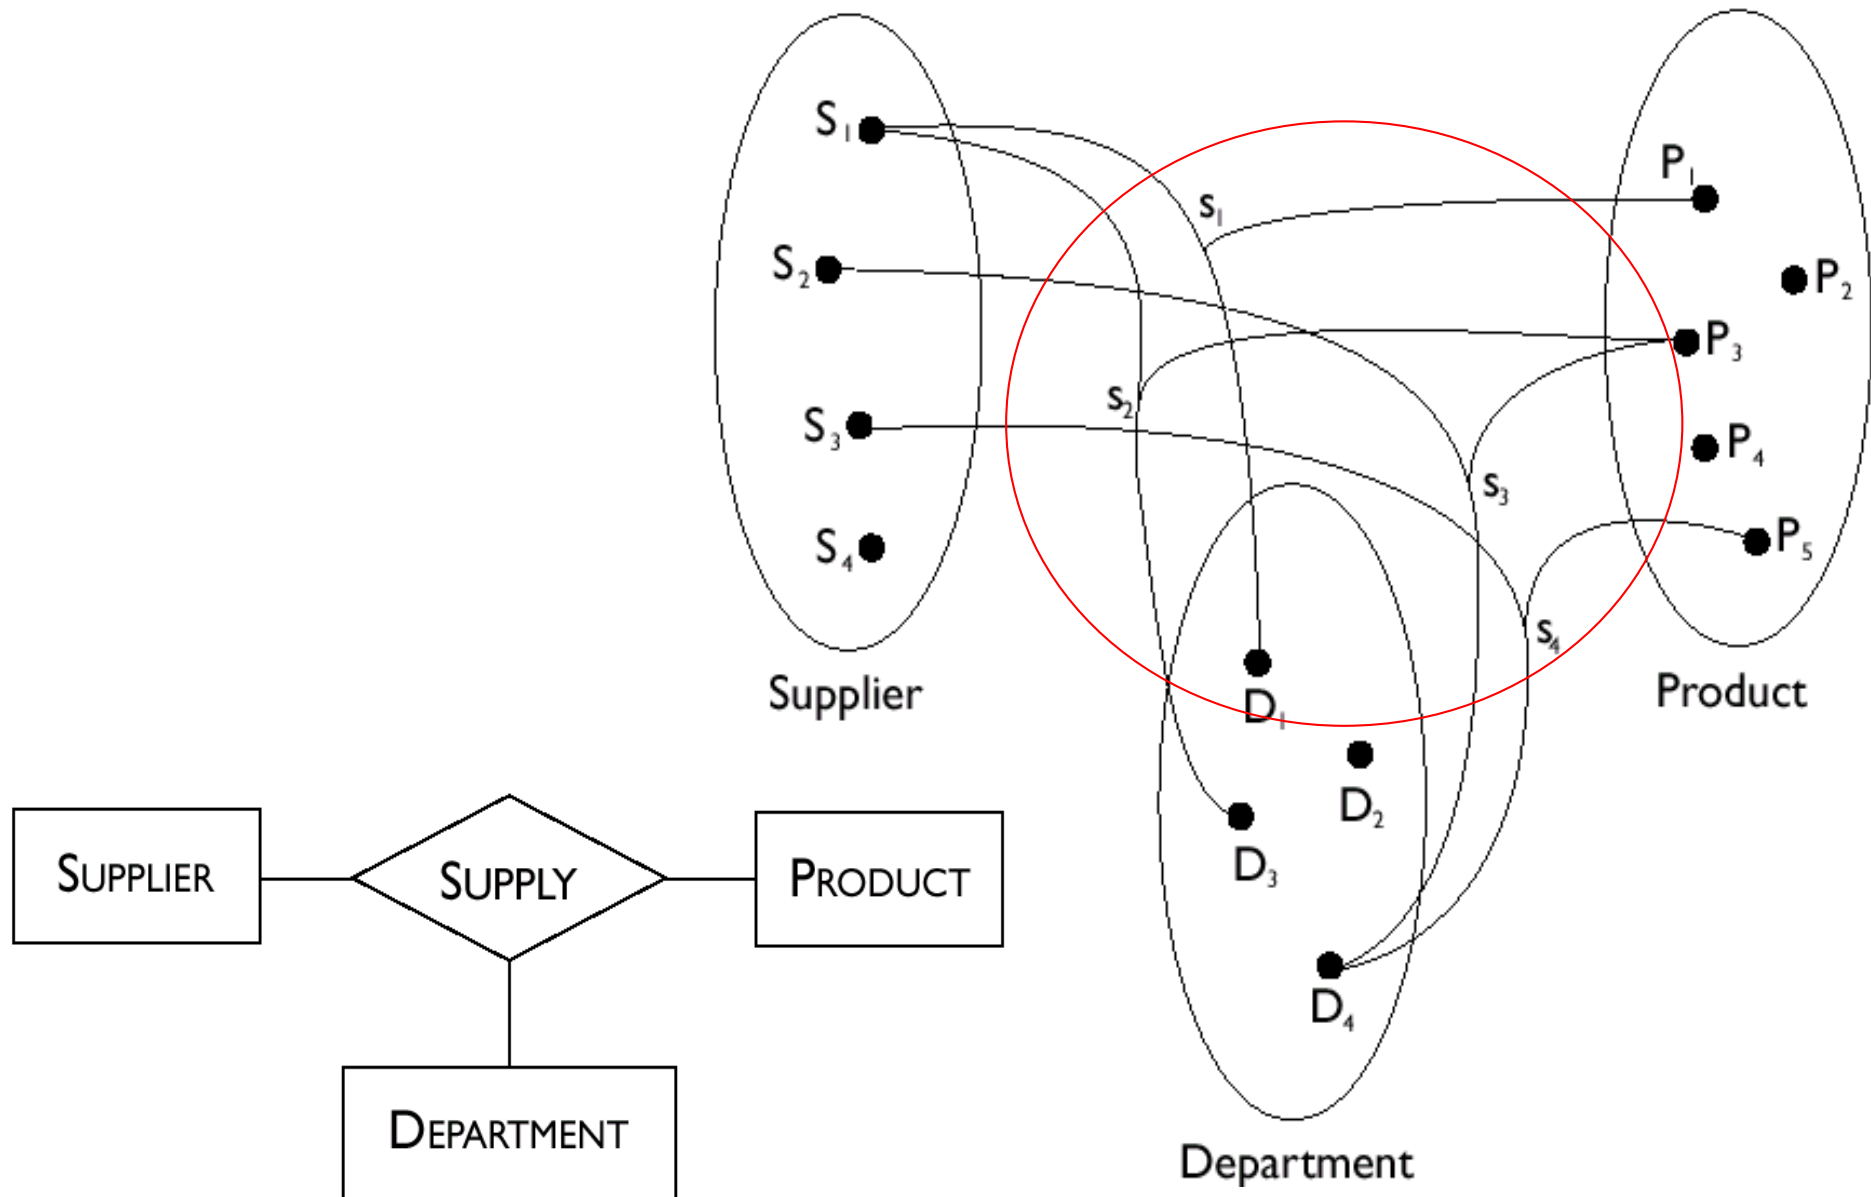 S₁
S₂
S₃
S₄
Supplier
s₁
s₂
s₃
s₄
P₁
P₂
P₃
P₄
P₅
Product
D₁
D₂
D₃
D₄
Department
SUPPLIER
SUPPLY
PRODUCT
DEPARTMENT